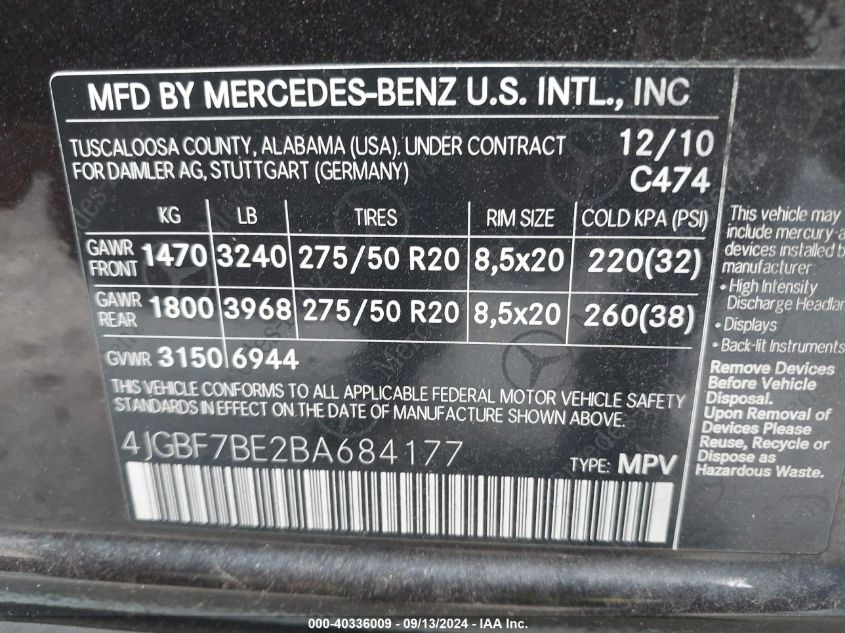 MFD BY MERCEDES-BENZ U.S. INTL., INC
TUSCALOOSA COUNTY, ALABAMA (USA). UNDER CONTRACT
FOR DAIMLER AG, STUTTGART (GERMANY)
12/10
C474
KG LB TIRES RIM SIZE COLD KPA (PSI)
GAWR FRONT 1470 3240 275/50 R20 8,5x20 220(32)
GAWR REAR 1800 3968 275/50 R20 8,5x20 260(38)
GVWR 3150 6944
THIS VEHICLE CONFORMS TO ALL APPLICABLE FEDERAL MOTOR VEHICLE SAFETY
STANDARDS IN EFFECT ON THE DATE OF MANUFACTURE SHOWN ABOVE.
4JGBF7BE2BA684177
TYPE: MPV
This vehicle may
include mercury-
devices installed
manufacturer:
• High Intensity
Discharge
• Displays
• Back-lit Instruments
Remove Devices
Before Vehicle
Disposal.
Upon Removal of
Devices Please
Reuse, Recycle or
Dispose as
Hazardous Waste.
000-40336009 - 09/13/2024 - IAA Inc.